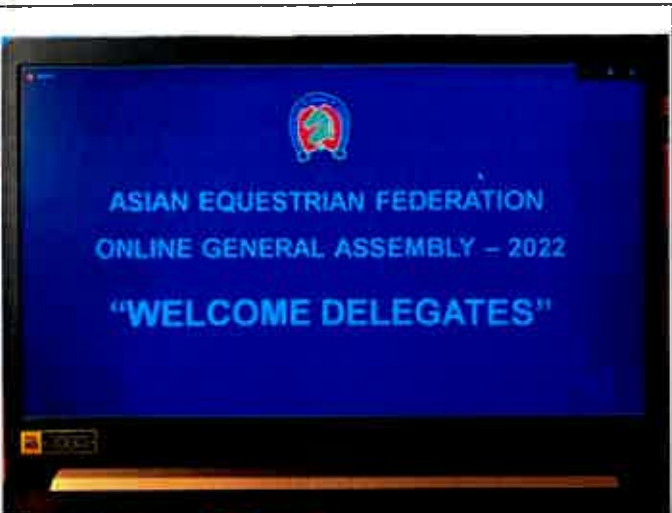 ASIAN EQUESTRIAN FEDERATION
ONLINE GENERAL ASSEMBLY – 2022
“WELCOME DELEGATES”